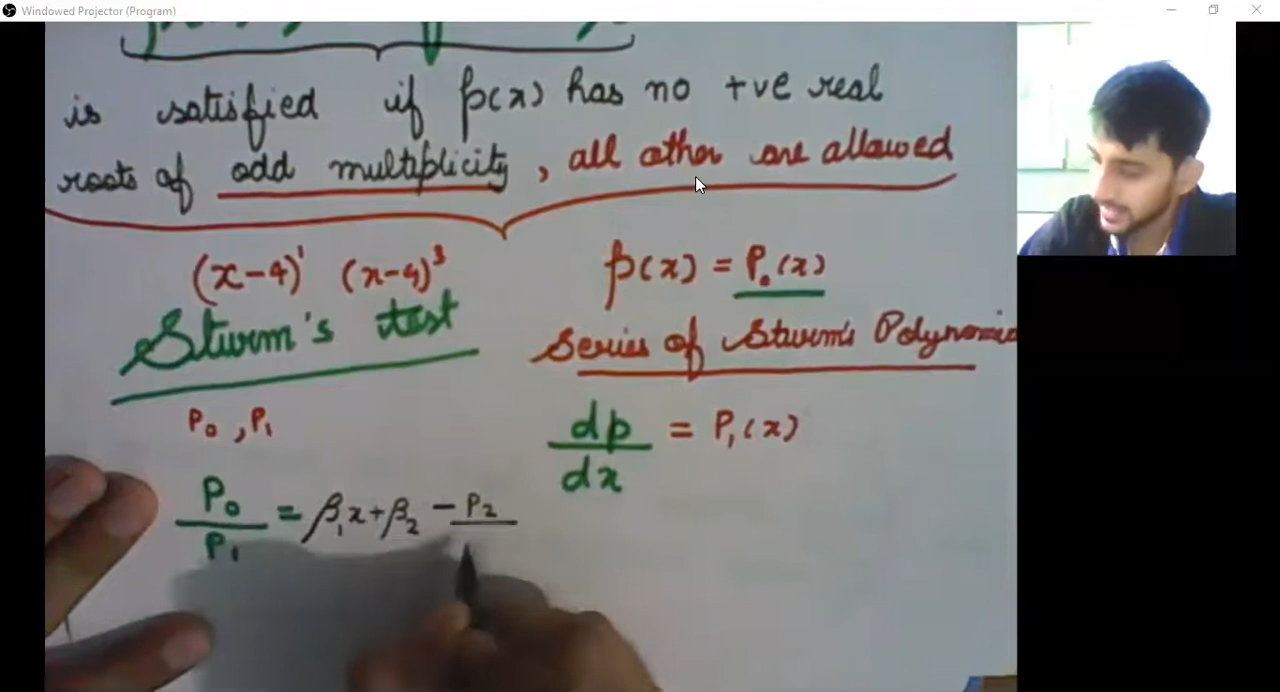 Windowed Projector (Program)
is satisfied if p(x) has no +ve real
roots of odd multiplicity, all other are allowed
(x-4)¹ (x-4)³ p(x) = P₀(x)
Sturm's test Series of Sturm's Polynomia
P₀, P₁ dp/dx = P₁(x)
P₀/P₁ = β₁x+β₂ - P₂